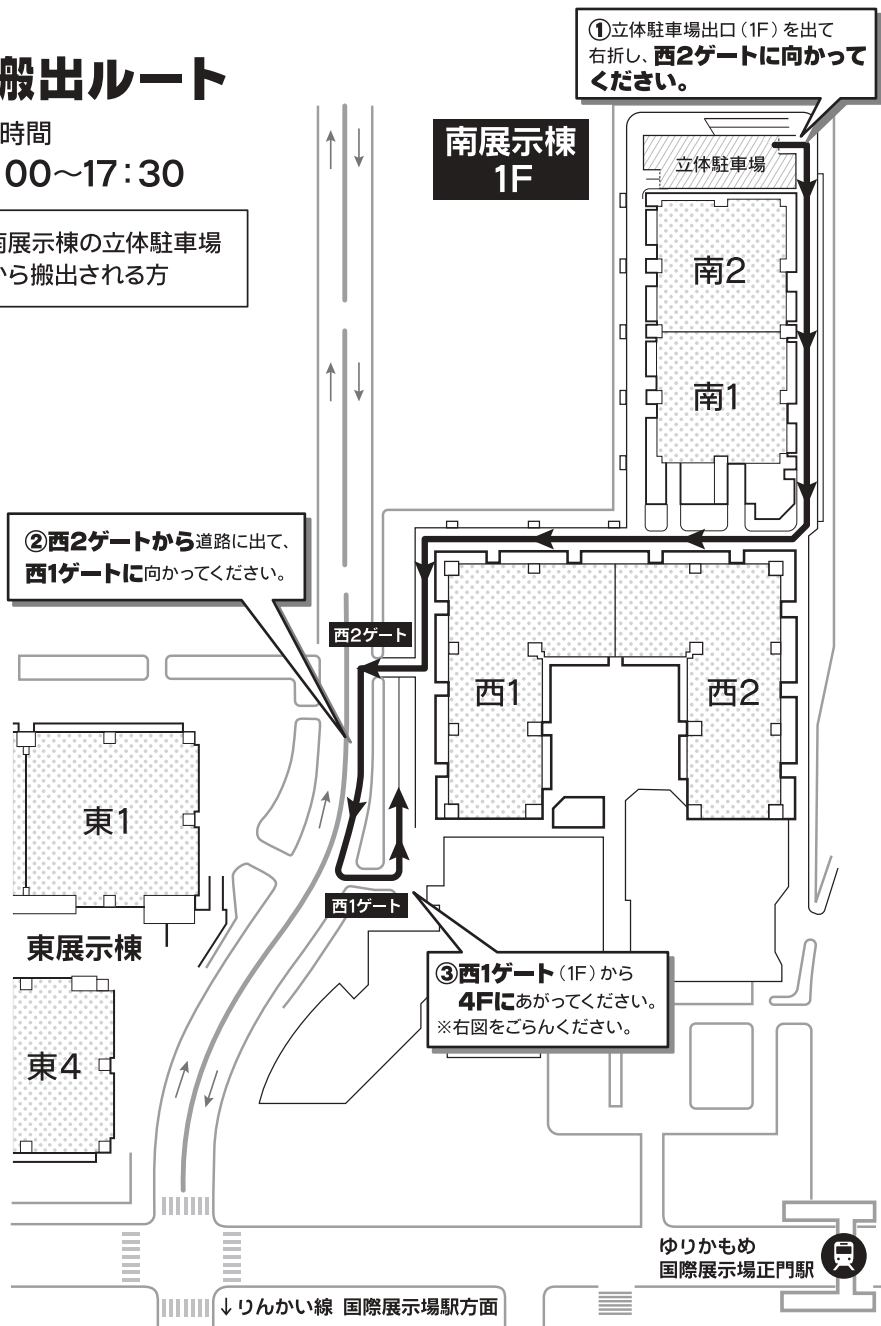 ①立体駐車場出口（1F）を出て
右折し、西2ゲートに向かって
ください。
搬出ルート
時間
00～17:30
南展示棟の立体駐車場
から搬出される方
南展示棟
1F
立体駐車場
南2
南1
②西2ゲートから道路に出て、
西1ゲートに向かってください。
西2ゲート
西1
西2
東1
西1ゲート
東展示棟
③西1ゲート（1F）から
4Fにあがってください。
※右図をごらんください。
東4
ゆりかもめ
国際展示場正門駅
↓りんかい線 国際展示場駅方面